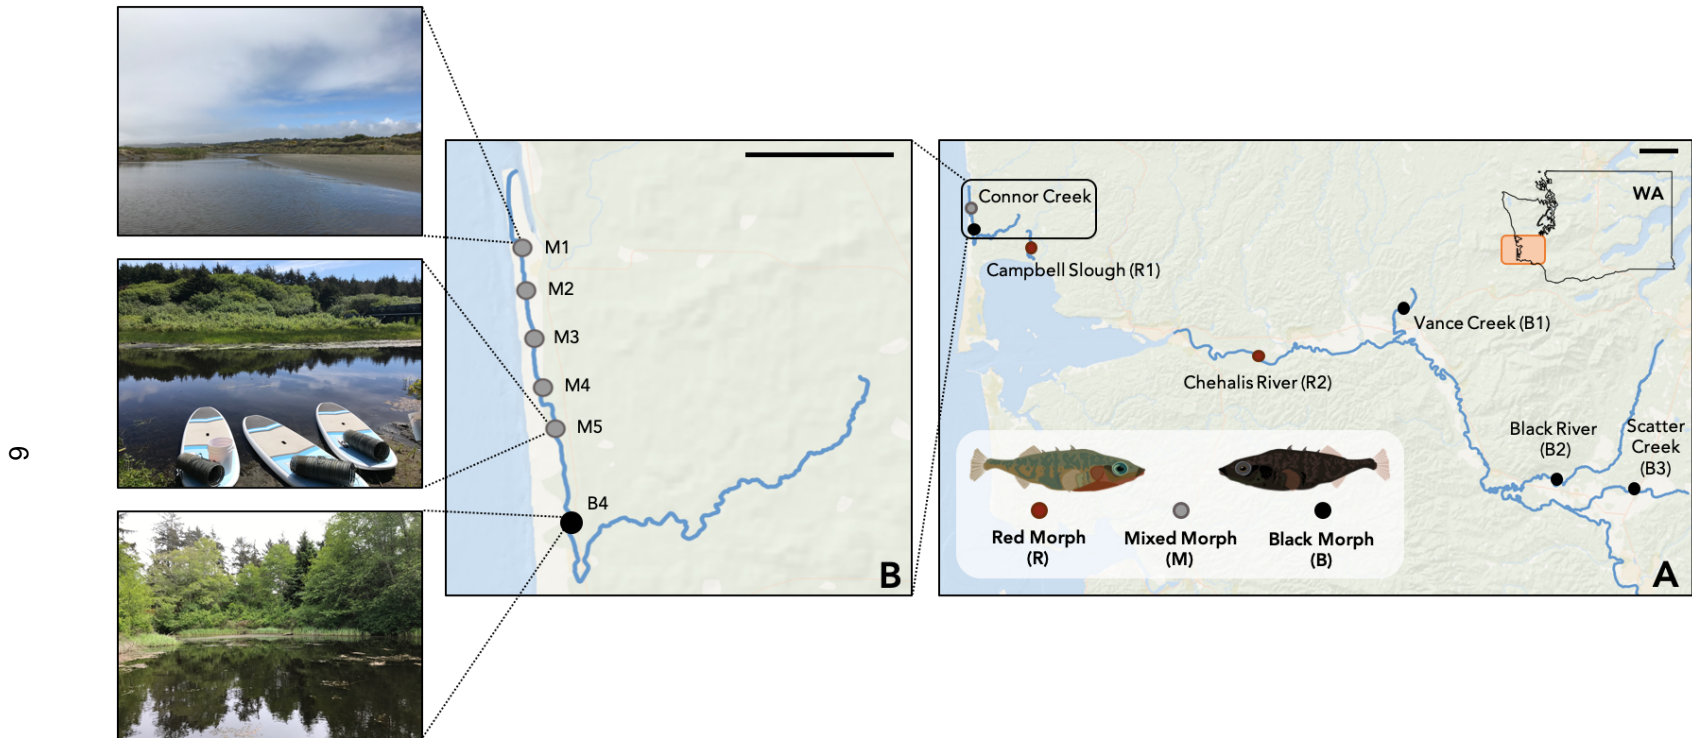 9
M1
M2
M3
M4
M5
B4
B
Connor Creek
Campbell Slough (R1)
WA
Vance Creek (B1)
Chehalis River (R2)
Black River
(B2)
Scatter
Creek
(B3)
Red Morph
(R)
Mixed Morph
(M)
Black Morph
(B)
A